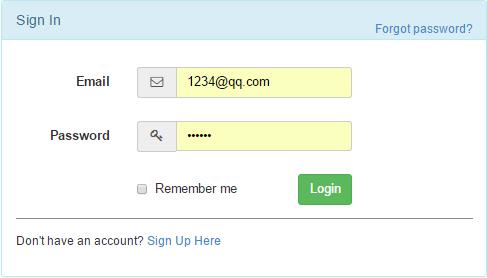 Sign In
Forgot password?
Email
1234@qq.com
Password
••••••
Remember me
Login
Don't have an account? Sign Up Here